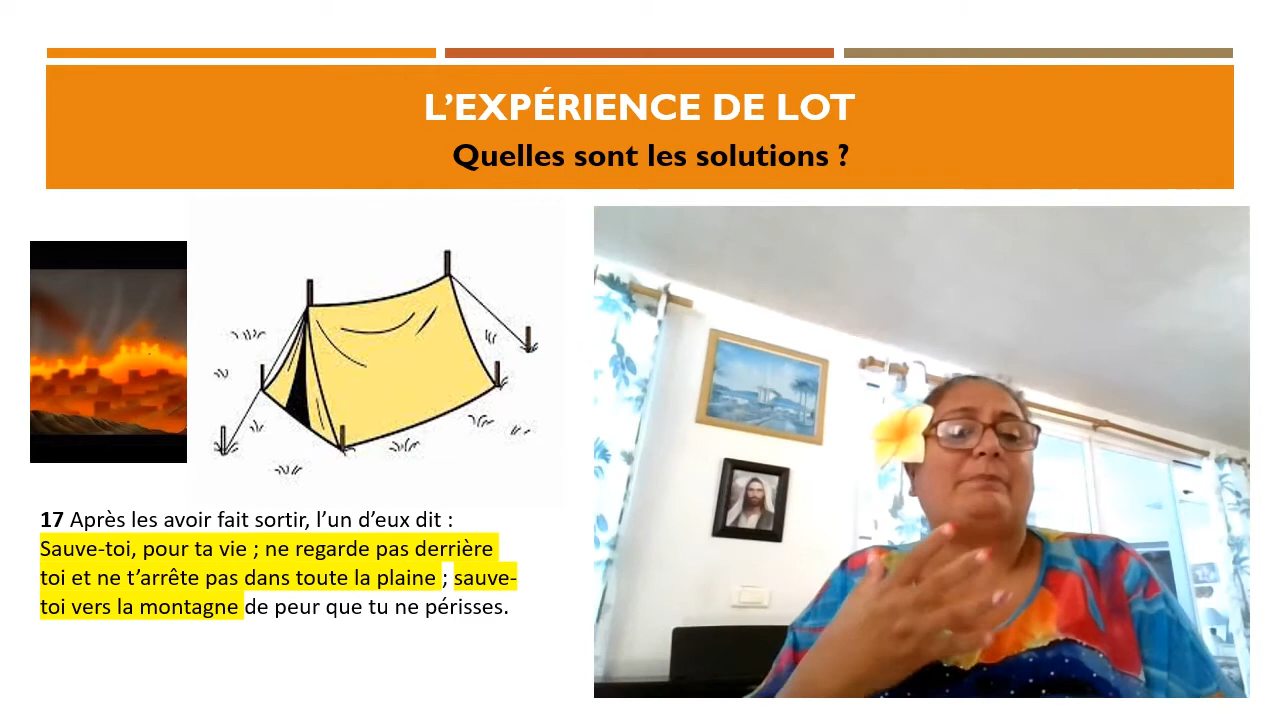 L’EXPÉRIENCE DE LOT
Quelles sont les solutions ?
17 Après les avoir fait sortir, l’un d’eux dit :
Sauve-toi, pour ta vie ; ne regarde pas derrière
toi et ne t’arrête pas dans toute la plaine ; sauve-
toi vers la montagne de peur que tu ne périsses.